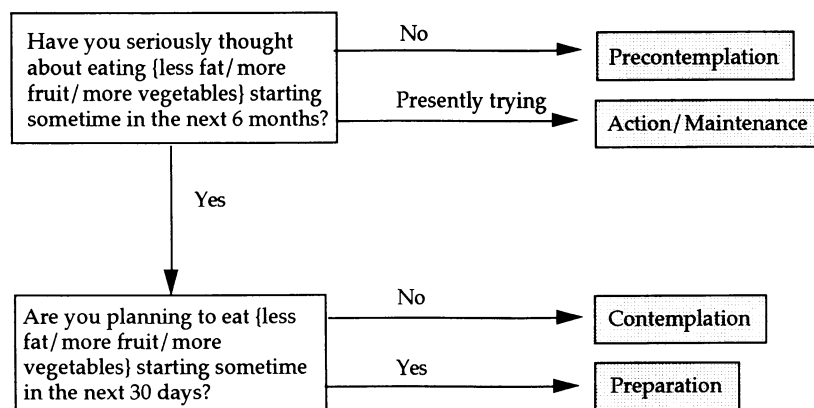 Have you seriously thought
about eating {less fat/more
fruit/more vegetables} starting
sometime in the next 6 months?
No
Precontemplation
Presently trying
Action/Maintenance
Yes
Are you planning to eat {less
fat/more fruit/more
vegetables} starting sometime
in the next 30 days?
No
Contemplation
Yes
Preparation